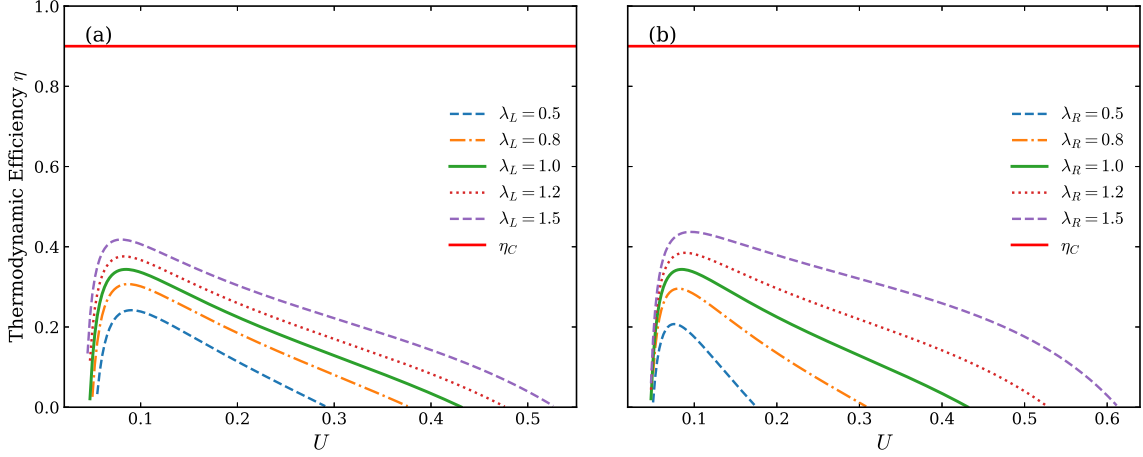 (a)
Thermodynamic Efficiency η
1.0
0.8
0.6
0.4
0.2
0.0
0.1
0.2
0.3
0.4
0.5
U
λ_L = 0.5
λ_L = 0.8
λ_L = 1.0
λ_L = 1.2
λ_L = 1.5
η_C
(b)
0.1
0.2
0.3
0.4
0.5
0.6
U
λ_R = 0.5
λ_R = 0.8
λ_R = 1.0
λ_R = 1.2
λ_R = 1.5
η_C